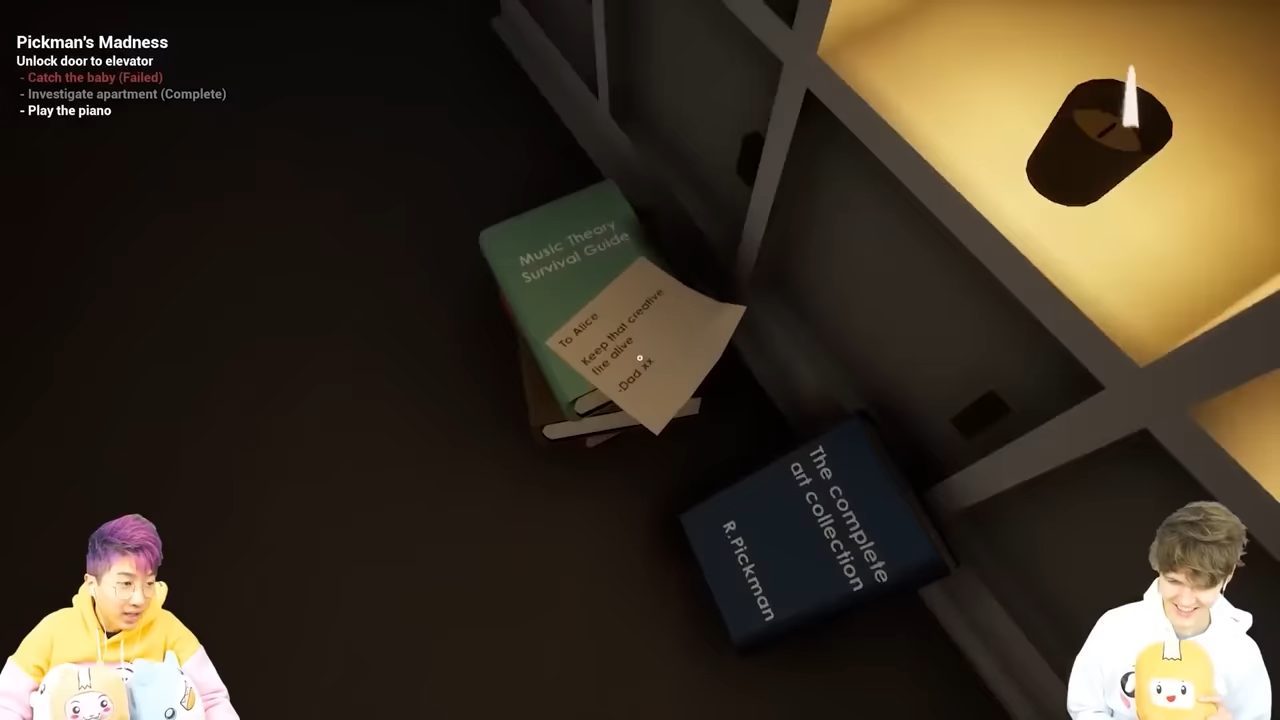 Pickman's Madness
Unlock door to elevator
- Catch the baby (Failed)
- Investigate apartment (Complete)
- Play the piano
Music Theory
Survival Guide
To Alice
Keep that creative
fire alive
-Dad xx
The complete
art collection
R.Pickman